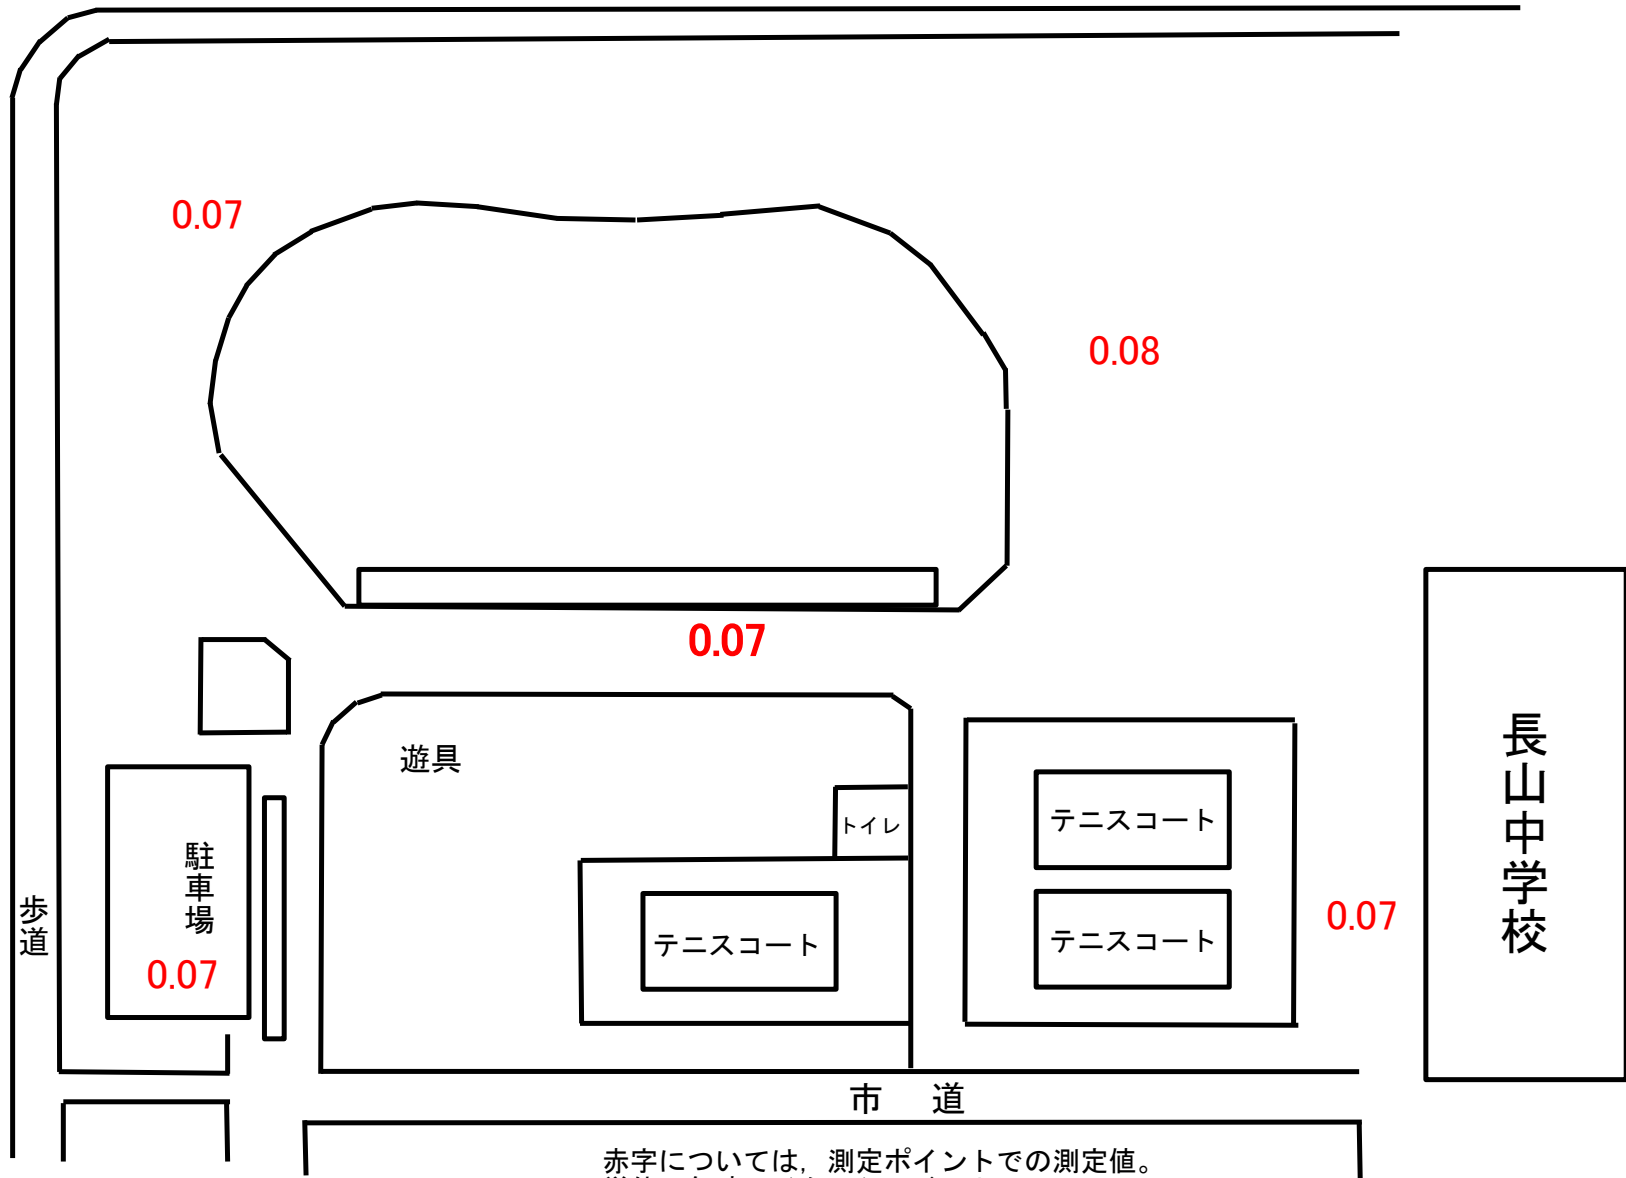 0.07
0.08
0.07
遊具
トイレ
テニスコート
長山中学校
駐車場
歩道
テニスコート
テニスコート
0.07
0.07
市 道
赤字については，測定ポイントでの測定値。